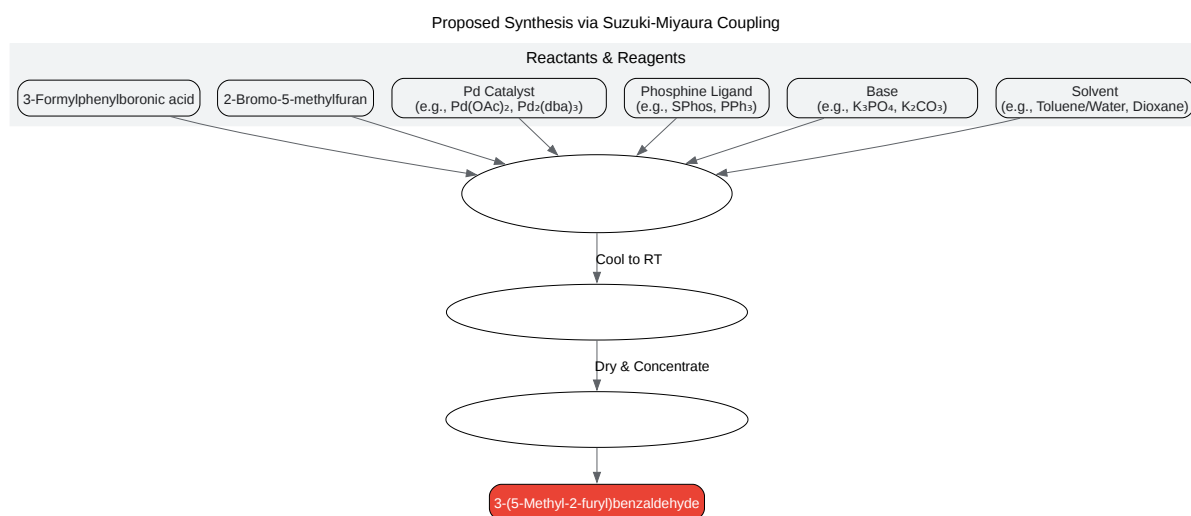 Proposed Synthesis via Suzuki-Miyaura Coupling
Reactants & Reagents
3-Formylphenylboronic acid
2-Bromo-5-methylfuran
Pd Catalyst
(e.g., Pd(OAc)₂, Pd₂(dba)₃)
Phosphine Ligand
(e.g., SPhos, PPh₃)
Base
(e.g., K₃PO₄, K₂CO₃)
Solvent
(e.g., Toluene/Water, Dioxane)
Cool to RT
Dry & Concentrate
3-(5-Methyl-2-furyl)benzaldehyde